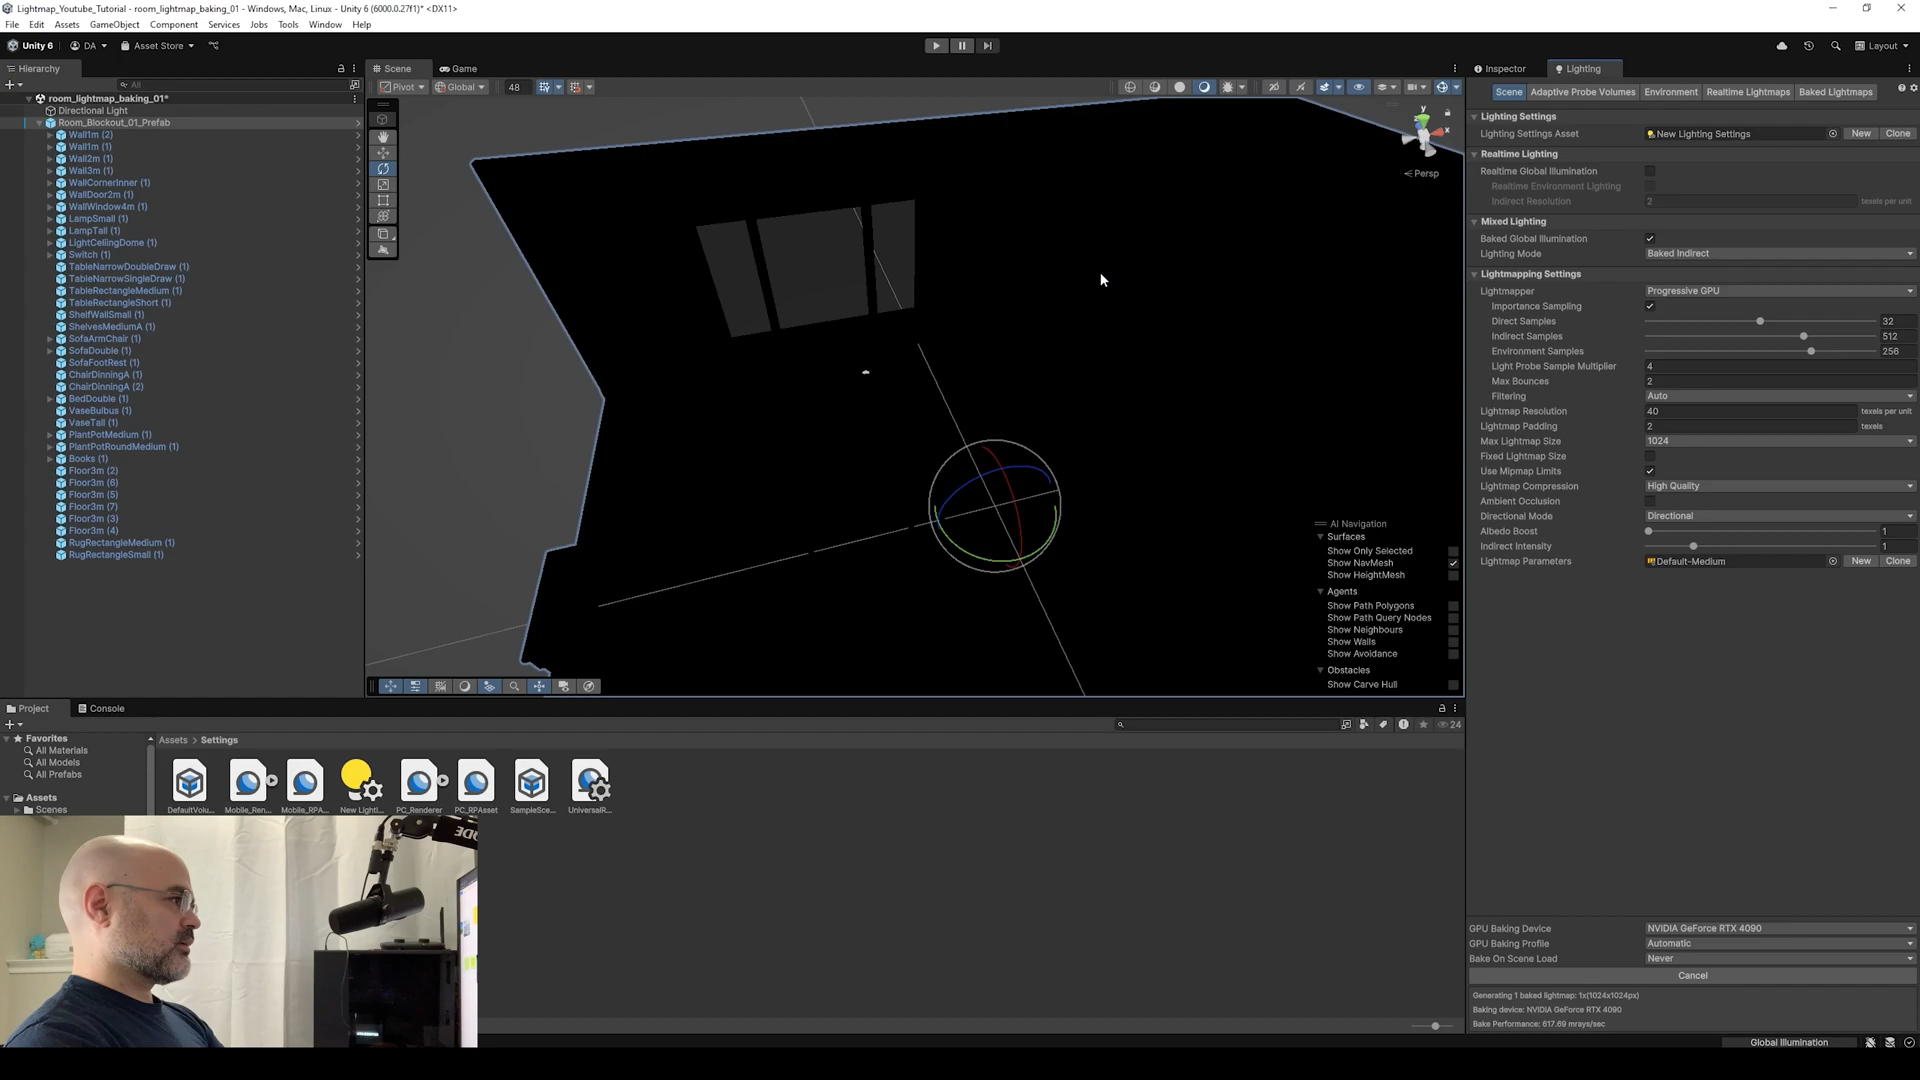 Lightmap_Youtube_Tutorial - room_lightmap_baking_01 - Windows, Mac, Linux - Unity 6 (6000.0.27f1)* <DX11>
File Edit Assets GameObject Component Services Jobs Tools Window Help
Unity 6 DA Asset Store Layout
Hierarchy
All
room_lightmap_baking_01*
Directional Light
Room_Blockout_01_Prefab
Wall1m (2)
Wall1m (1)
Wall2m (1)
Wall3m (1)
WallCornerInner (1)
WallDoor2m (1)
WallWindow4m (1)
LampSmall (1)
LampTall (1)
LightCeilingDome (1)
Switch (1)
TableNarrowDoubleDraw (1)
TableNarrowSingleDraw (1)
TableRectangleMedium (1)
TableRectangleShort (1)
ShelfWallSmall (1)
ShelvesMediumA (1)
SofaArmChair (1)
SofaDouble (1)
SofaFootRest (1)
ChairDinningA (1)
ChairDinningA (2)
BedDouble (1)
VaseBulbus (1)
VaseTall (1)
PlantPotMedium (1)
PlantPotRoundMedium (1)
Books (1)
Floor3m (2)
Floor3m (6)
Floor3m (5)
Floor3m (7)
Floor3m (3)
Floor3m (4)
RugRectangleMedium (1)
RugRectangleSmall (1)
Scene Game
Pivot Global 48
y
x
Persp
AI Navigation
Surfaces
Show Only Selected
Show NavMesh
Show HeightMesh
Agents
Show Path Polygons
Show Path Query Nodes
Show Neighbours
Show Walls
Show Avoidance
Obstacles
Show Carve Hull
Inspector Lighting
Scene Adaptive Probe Volumes Environment Realtime Lightmaps Baked Lightmaps
Lighting Settings
Lighting Settings Asset New Lighting Settings New Clone
Realtime Lighting
Realtime Global Illumination
Realtime Environment Lighting
Indirect Resolution 2 texels per unit
Mixed Lighting
Baked Global Illumination
Lighting Mode Baked Indirect
Lightmapping Settings
Lightmapper Progressive GPU
Importance Sampling
Direct Samples 32
Indirect Samples 512
Environment Samples 256
Light Probe Sample Multiplier 4
Max Bounces 2
Filtering Auto
Lightmap Resolution 40 texels per unit
Lightmap Padding 2 texels
Max Lightmap Size 1024
Fixed Lightmap Size
Use Mipmap Limits
Lightmap Compression High Quality
Ambient Occlusion
Directional Mode Directional
Albedo Boost 1
Indirect Intensity 1
Lightmap Parameters Default-Medium New Clone
GPU Baking Device NVIDIA GeForce RTX 4090
GPU Baking Profile Automatic
Bake On Scene Load Never
Cancel
Generating 1 baked lightmap: 1x(1024x1024px)
Baking device: NVIDIA GeForce RTX 4090
Bake Performance: 617.69 mrays/sec
Global Illumination
Project Console
24
Favorites
All Materials
All Models
All Prefabs
Assets
Scenes
Assets > Settings
DefaultVolu... Mobile_Ren... Mobile_RPA... New Lighti... PC_Renderer PC_RPAsset SampleSce... UniversalR...